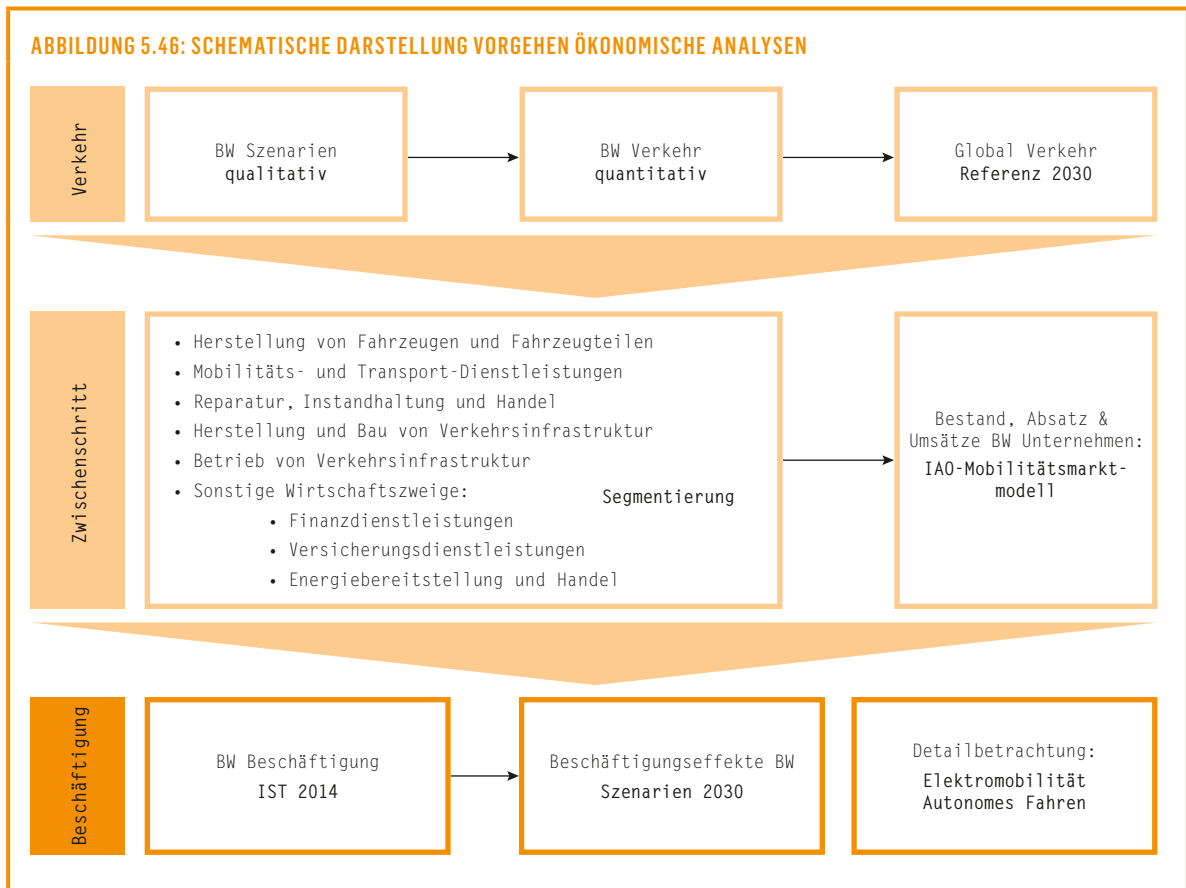 ABBILDUNG 5.46: SCHEMATISCHE DARSTELLUNG VORGEHEN ÖKONOMISCHE ANALYSEN
Verkehr
BW Szenarien
qualitativ
BW Verkehr
quantitativ
Global Verkehr
Referenz 2030
Zwischenschritt
• Herstellung von Fahrzeugen und Fahrzeugteilen
• Mobilitäts- und Transport-Dienstleistungen
• Reparatur, Instandhaltung und Handel
• Herstellung und Bau von Verkehrsinfrastruktur
• Betrieb von Verkehrsinfrastruktur
• Sonstige Wirtschaftszweige:
• Finanzdienstleistungen
• Versicherungsdienstleistungen
• Energiebereitstellung und Handel
Segmentierung
Bestand, Absatz &
Umsätze BW Unternehmen:
IAO-Mobilitätsmarkt-
modell
Beschäftigung
BW Beschäftigung
IST 2014
Beschäftigungseffekte BW
Szenarien 2030
Detailbetrachtung:
Elektromobilität
Autonomes Fahren